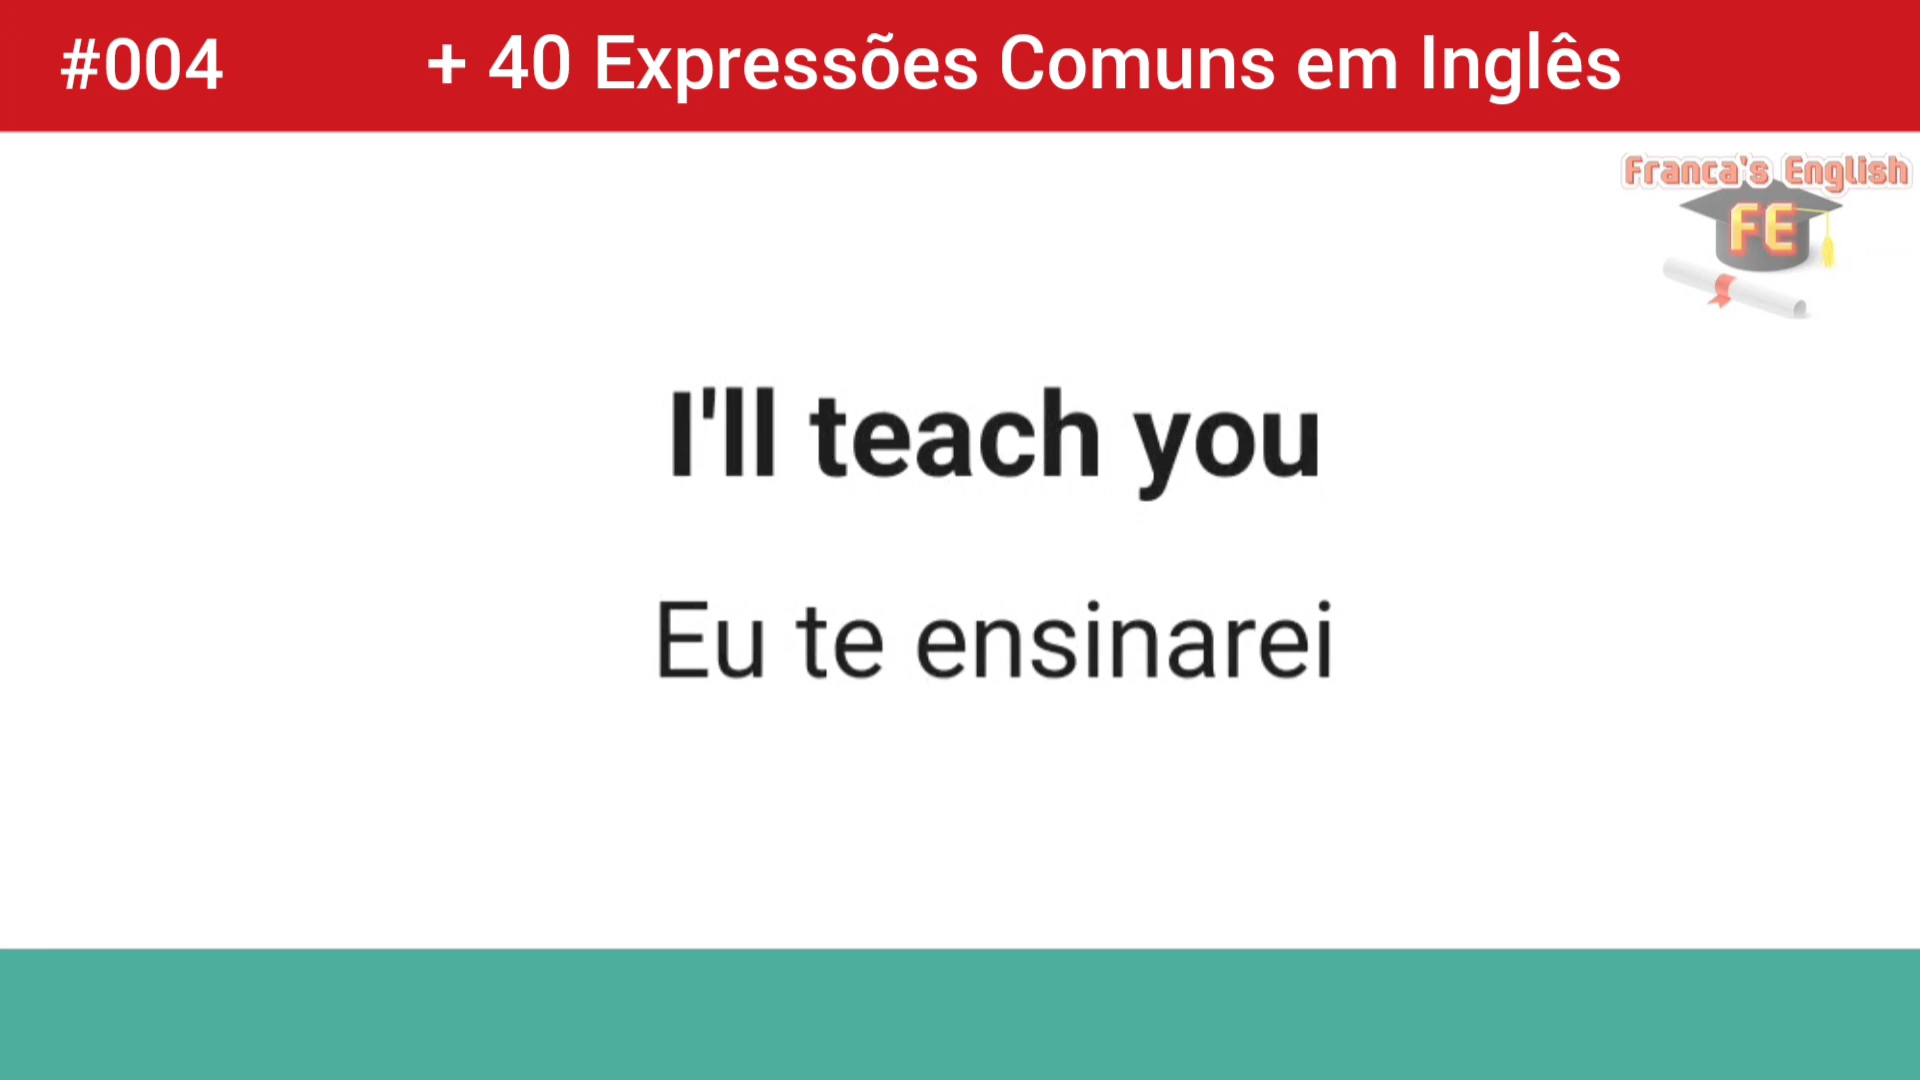 #004 + 40 Expressões Comuns em Inglês
Franca's English
FE
I'll teach you
Eu te ensinarei